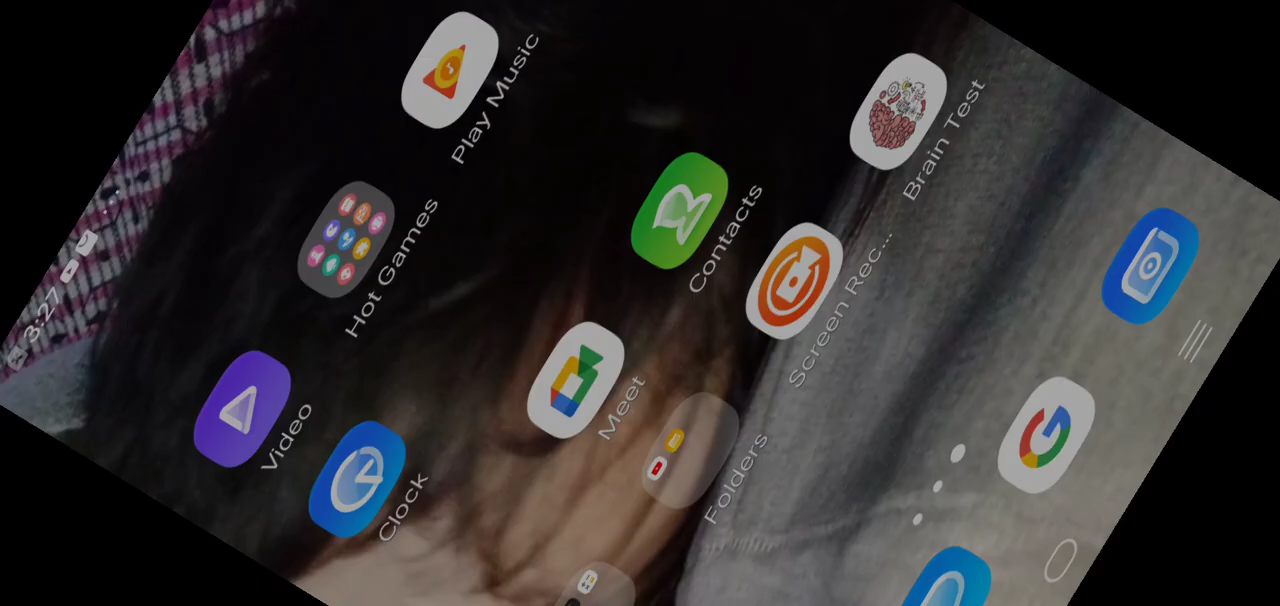 3:27
Video
Hot Games
Play Music
Clock
Meet
Contacts
Folders
Screen Rec...
Brain Test